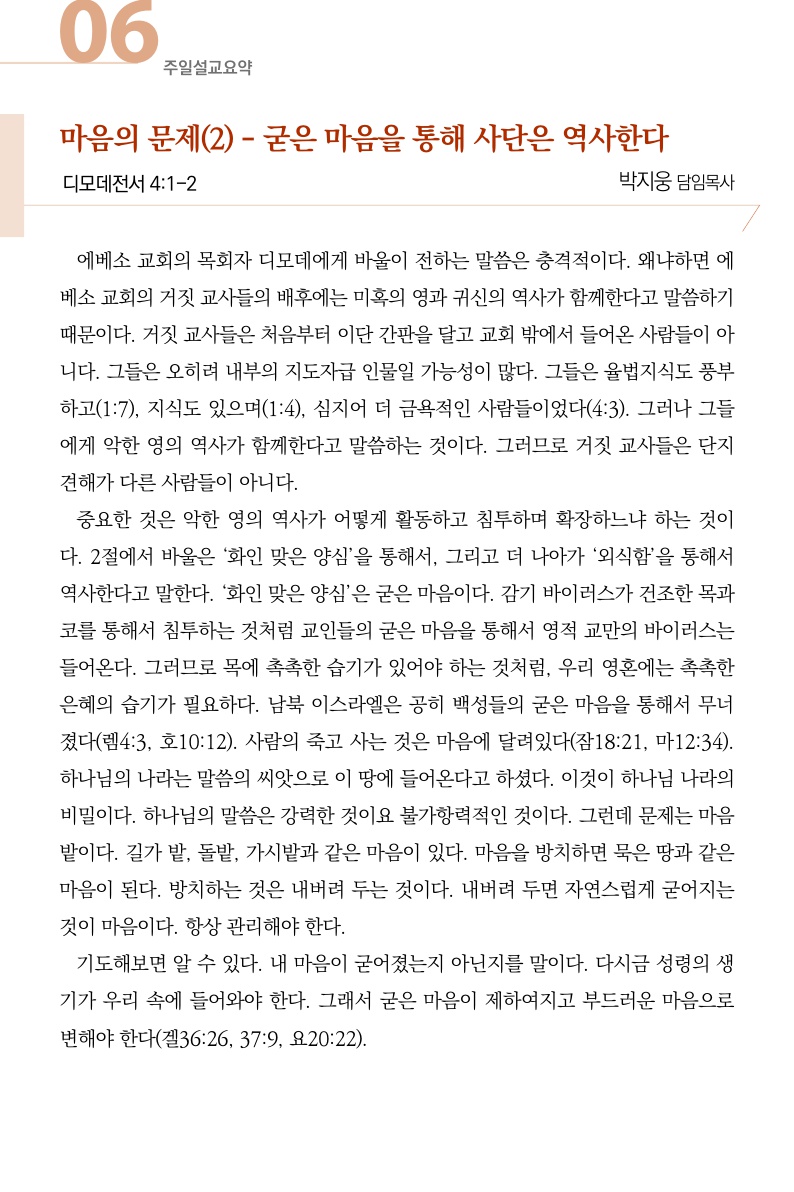 06
주일설교요약
마음의 문제(2) - 굳은 마음을 통해 사단은 역사한다
디모데전서 4:1-2
박지웅 담임목사
에베소 교회의 목회자 디모데에게 바울이 전하는 말씀은 충격적이다. 왜냐하면 에
베소 교회의 거짓 교사들의 배후에는 미혹의 영과 귀신의 역사가 함께한다고 말씀하기
때문이다. 거짓 교사들은 처음부터 이단 간판을 달고 교회 밖에서 들어온 사람들이 아
니다. 그들은 오히려 내부의 지도자급 인물일 가능성이 많다. 그들은 율법지식도 풍부
하고(1:7), 지식도 있으며(1:4), 심지어 더 금욕적인 사람들이었다(4:3). 그러나 그들
에게 악한 영의 역사가 함께한다고 말씀하는 것이다. 그러므로 거짓 교사들은 단지
견해가 다른 사람들이 아니다.
중요한 것은 악한 영의 역사가 어떻게 활동하고 침투하며 확장하느냐 하는 것이
다. 2절에서 바울은 ‘화인 맞은 양심’을 통해서, 그리고 더 나아가 ‘외식함’을 통해서
역사한다고 말한다. ‘화인 맞은 양심’은 굳은 마음이다. 감기 바이러스가 건조한 목과
코를 통해서 침투하는 것처럼 교인들의 굳은 마음을 통해서 영적 교만의 바이러스는
들어온다. 그러므로 목에 촉촉한 습기가 있어야 하는 것처럼, 우리 영혼에는 촉촉한
은혜의 습기가 필요하다. 남북 이스라엘은 공히 백성들의 굳은 마음을 통해서 무너
졌다(렘4:3, 호10:12). 사람의 죽고 사는 것은 마음에 달려있다(잠18:21, 마12:34).
하나님의 나라는 말씀의 씨앗으로 이 땅에 들어온다고 하셨다. 이것이 하나님 나라의
비밀이다. 하나님의 말씀은 강력한 것이요 불가항력적인 것이다. 그런데 문제는 마음
밭이다. 길가 밭, 돌밭, 가시밭과 같은 마음이 있다. 마음을 방치하면 묵은 땅과 같은
마음이 된다. 방치하는 것은 내버려 두는 것이다. 내버려 두면 자연스럽게 굳어지는
것이 마음이다. 항상 관리해야 한다.
기도해보면 알 수 있다. 내 마음이 굳어졌는지 아닌지를 말이다. 다시금 성령의 생
기가 우리 속에 들어와야 한다. 그래서 굳은 마음이 제하여지고 부드러운 마음으로
변해야 한다(겔36:26, 37:9, 요20:22).